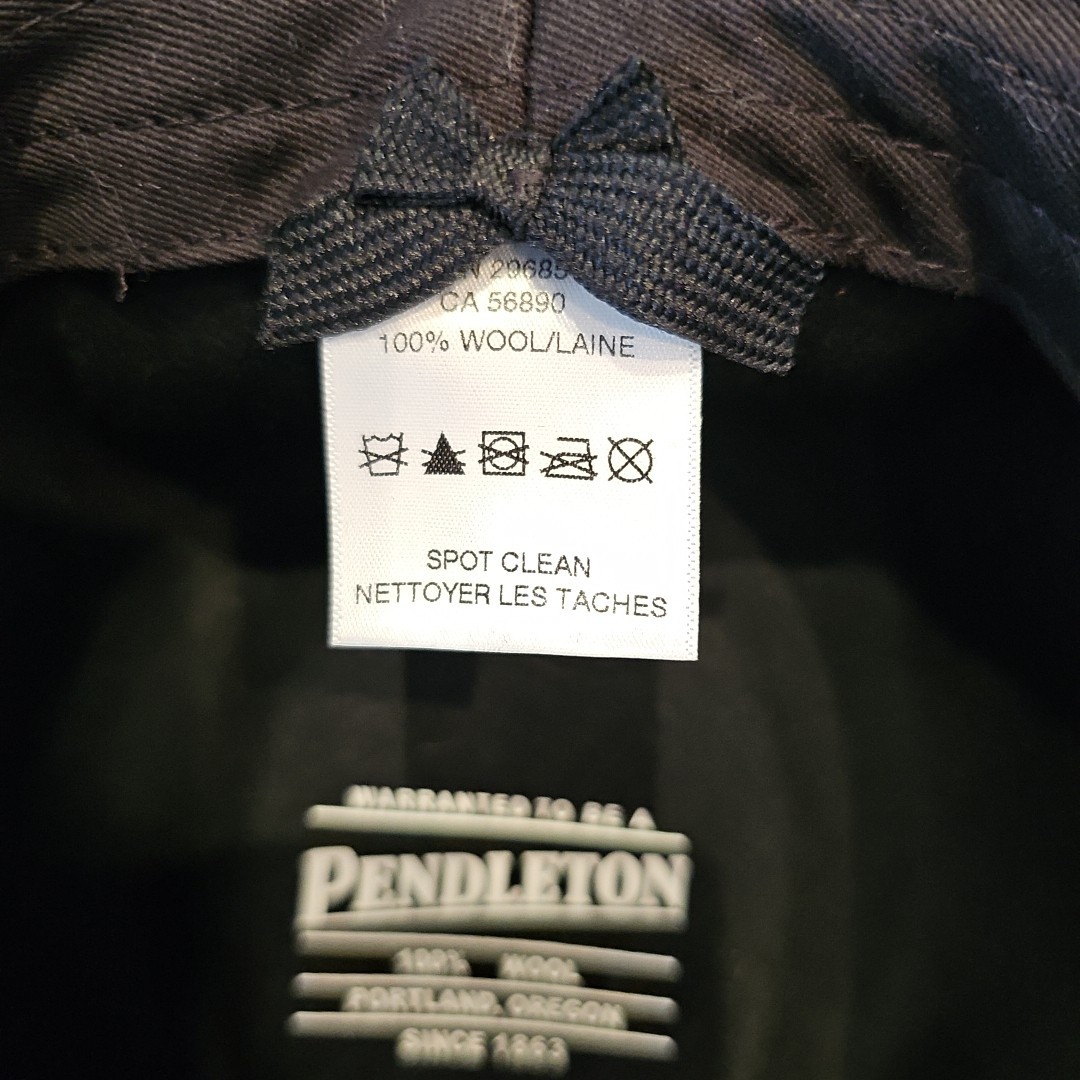 N 20685
CA 56890
100% WOOL/LAINE
SPOT CLEAN
NETTOYER LES TACHES
WARRANTED TO BE A
PENDLETON
100% WOOL
PORTLAND, OREGON
SINCE 1863